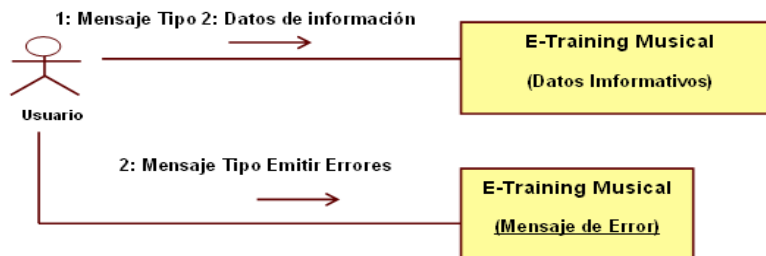 1: Mensaje Tipo 2: Datos de información
E-Training Musical
(Datos Imformativos)
Usuario
2: Mensaje Tipo Emitir Errores
E-Training Musical
(Mensaje de Error)